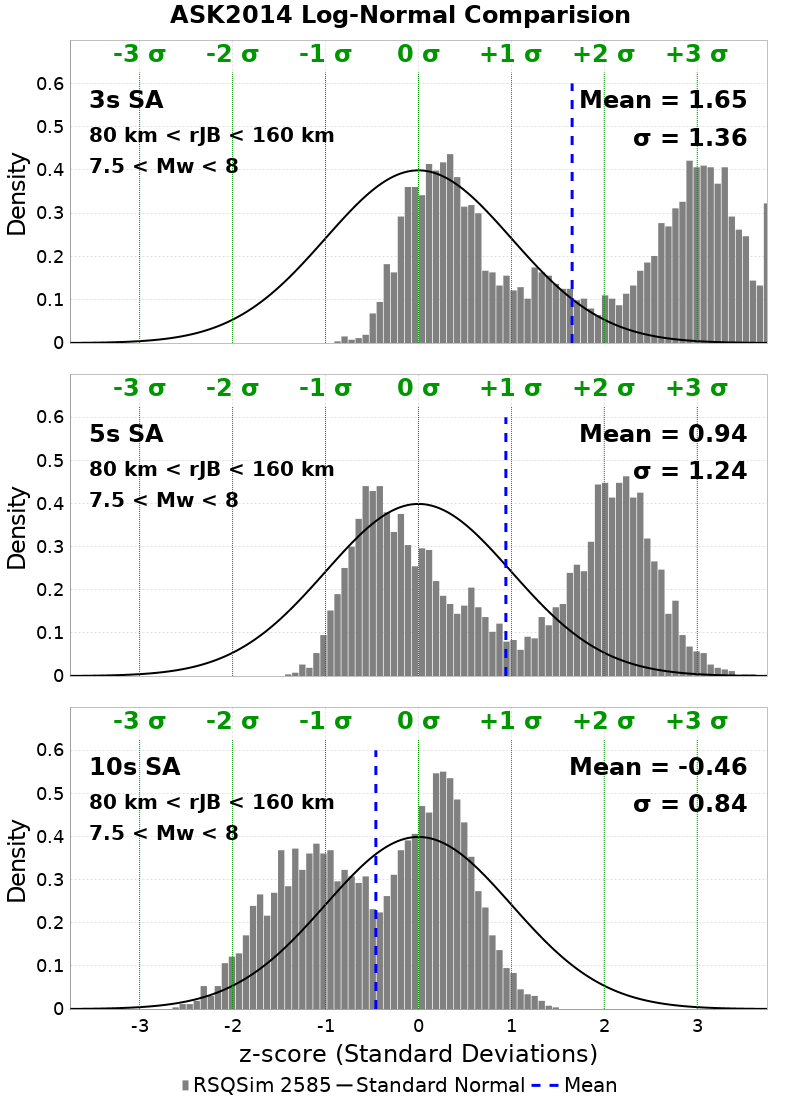 ASK2014 Log-Normal Comparision
-3 σ -2 σ -1 σ 0 σ +1 σ +2 σ +3 σ
0.6
3s SA Mean = 1.65
0.5
80 km < rJB < 160 km σ = 1.36
7.5 < Mw < 8
0.4
0.3
0.2
0.1
0
Density
-3 σ -2 σ -1 σ 0 σ +1 σ +2 σ +3 σ
0.6
5s SA Mean = 0.94
0.5
80 km < rJB < 160 km σ = 1.24
7.5 < Mw < 8
0.4
0.3
0.2
0.1
0
Density
-3 σ -2 σ -1 σ 0 σ +1 σ +2 σ +3 σ
0.6
10s SA Mean = -0.46
0.5
80 km < rJB < 160 km σ = 0.84
7.5 < Mw < 8
0.4
0.3
0.2
0.1
0
Density
-3 -2 -1 0 1 2 3
z-score (Standard Deviations)
RSQSim 2585 Standard Normal Mean